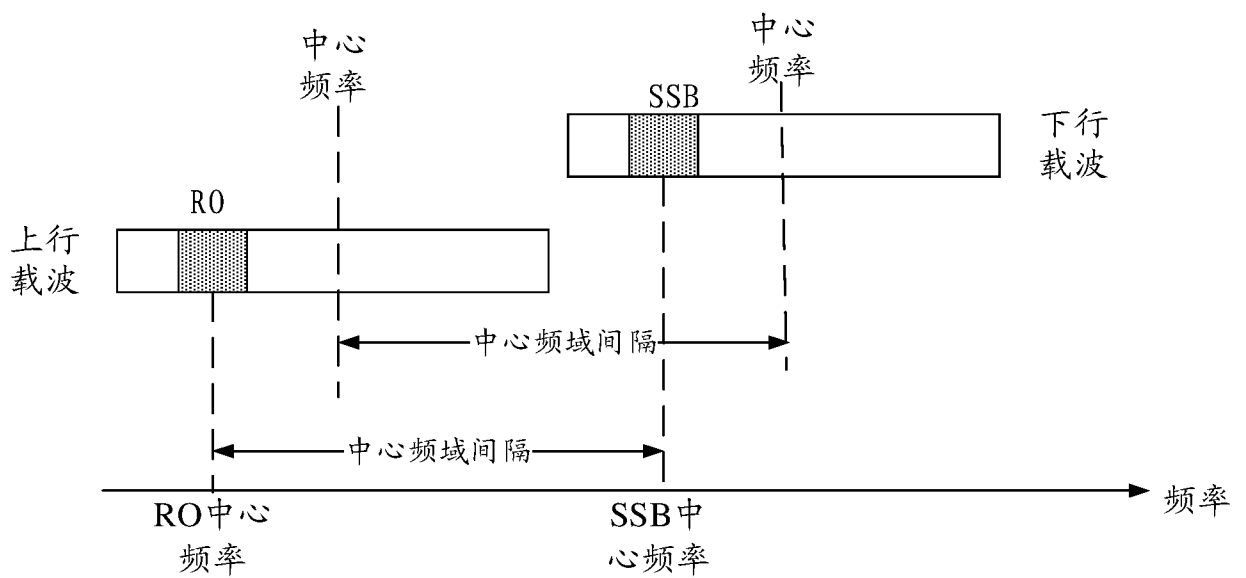 中心
频率
中心
频率
SSB
下行
载波
RO
上行
载波
中心频域间隔
中心频域间隔
频率
RO中心
频率
SSB中
心频率